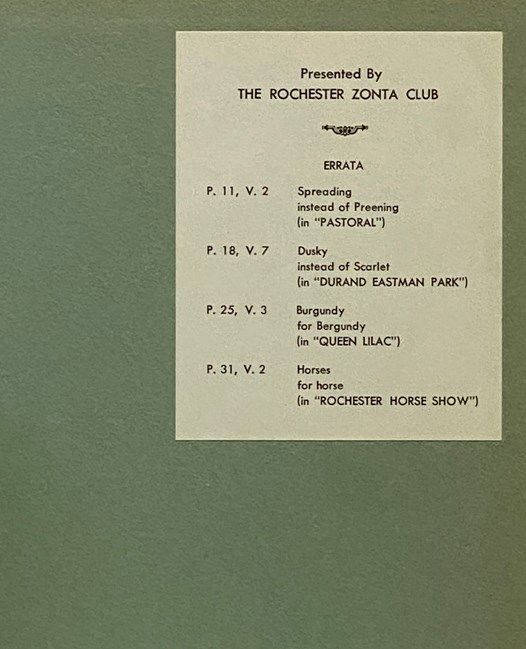 Presented By
THE ROCHESTER ZONTA CLUB
ERRATA
P. 11, V. 2 Spreading
instead of Preening
(in "PASTORAL")
P. 18, V. 7 Dusky
instead of Scarlet
(in "DURAND EASTMAN PARK")
P. 25, V. 3 Burgundy
for Bergundy
(in "QUEEN LILAC")
P. 31, V. 2 Horses
for horse
(in "ROCHESTER HORSE SHOW")